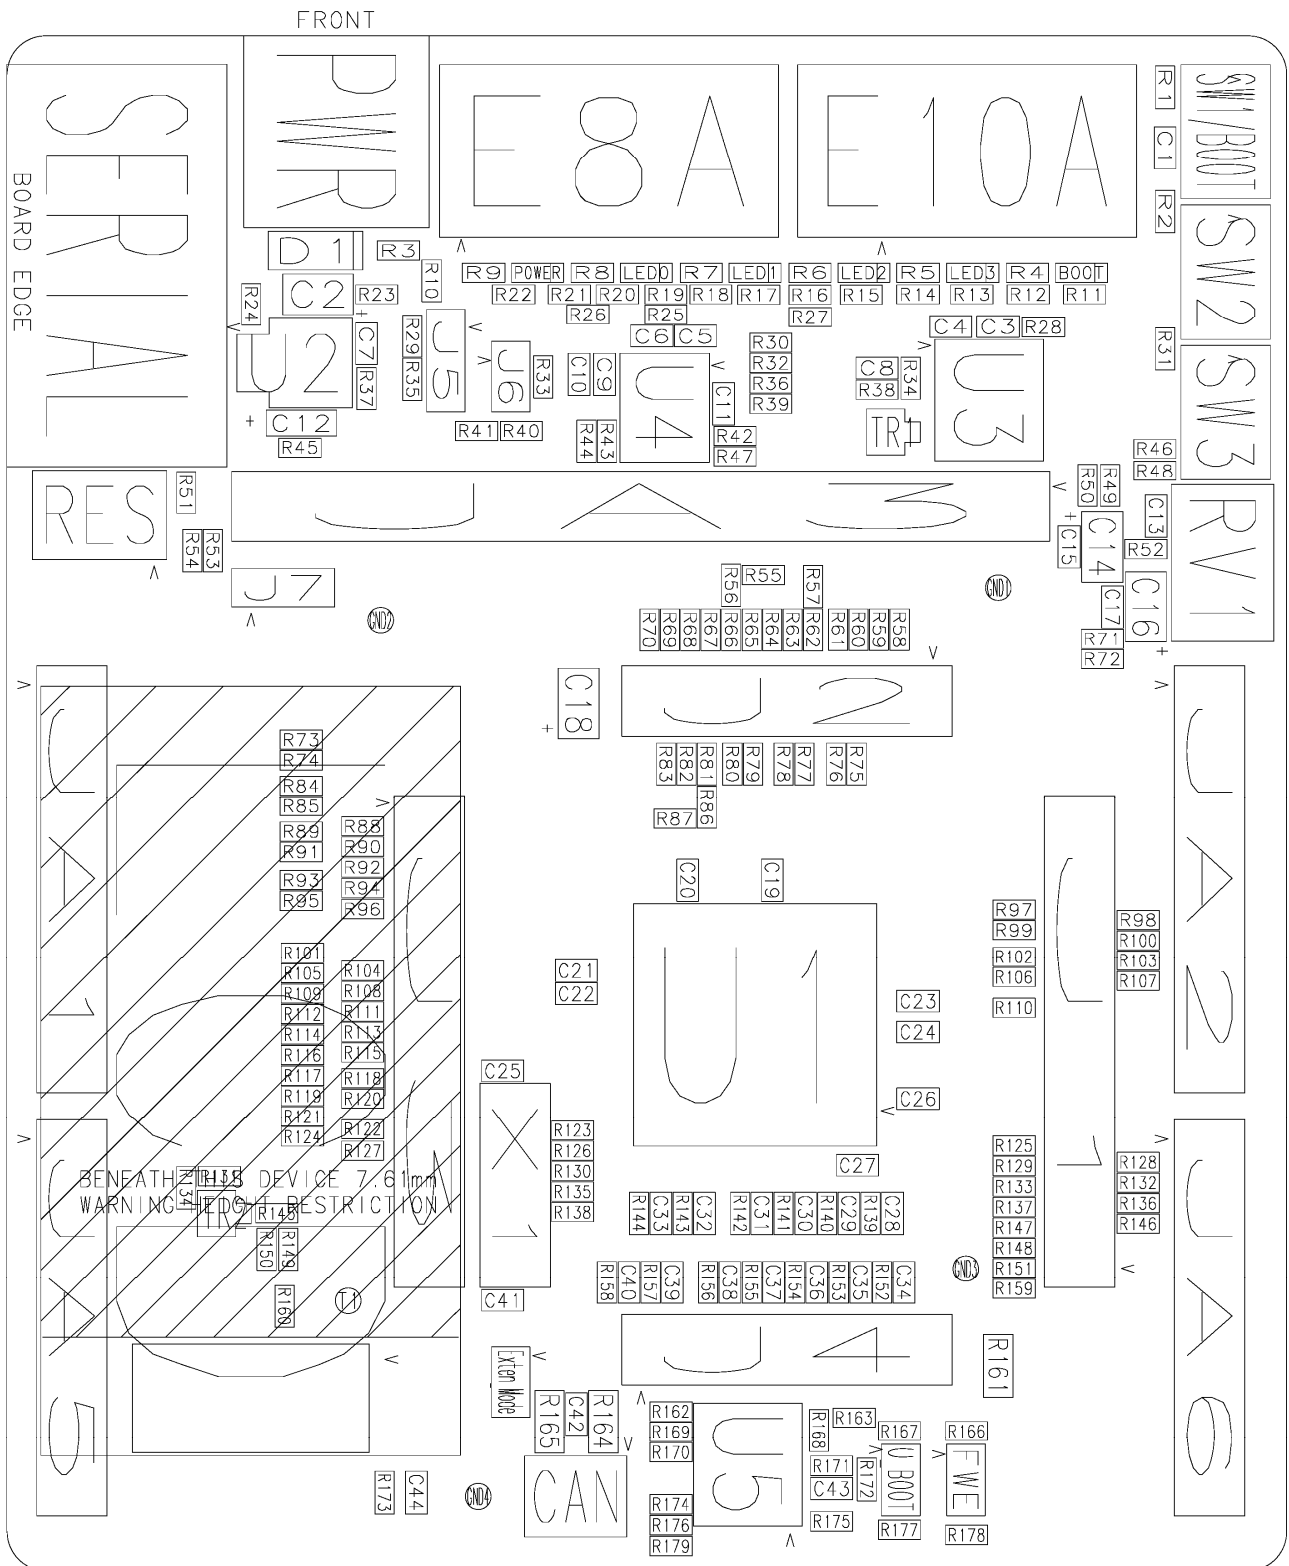 FRONT
SERIAL
PWR
E8A
E10A
R1
SW1/BOOT
C1
R2
SW2
BOARD EDGE
D1
R3
R10
R9 POWER R8 LED0 R7 LED1 R6 LED2 R5 LED3 R4 BOOT
R24
C2
R23
R22 R21 R20 R19 R18 R17 R16 R15 R14 R13 R12 R11
R26 R25 R27
U2
C7
R29
J5
C6 C5
C4 C3 R28
R37
R35
J6
R33
C10
C9
U4
R30
R32
R36
R39
C8
R38
R34
U3
R31
SW3
C11
+ C12
R45
R41 R40
R44
R43
R42
R47
TR1
R46
R48
RES
R51
JA3
R50
R49
C13
RV1
R54
R53
+
C15
C14
R52
J7
R56
R55
R57
GND1
C17
C16
+
GND2
R70
R69
R68
R67
R66
R65
R64
R63
R62
R61
R60
R59
R58
R71
R72
JA1
C18
+
J2
JA2
R73
R74
R84
R85
R89
R91
R93
R95
R83
R82
R81
R80
R79
R78
R77
R76
R75
R87
R86
R88
R90
R92
R94
R96
C20
C19
U1
R97
R99
R102
R106
R110
R98
R100
R103
R107
R101
R105
R109
R112
R114
R116
R117
R119
R121
R124
R104
R108
R111
R113
R115
R118
R120
R122
R127
C21
C22
C23
C24
C25
X1
C26
R123
R126
R130
R135
R138
C27
R125
R129
R133
R137
R147
R148
R151
R159
J1
R128
R132
R136
R146
JA5
JA6
BENEATH THIS DEVICE 7.61mm
WARNING HEIGHT RESTRICTION
R134
R131
TR2
R145
R150
R149
R160
T1
R144
C33
R143
C32
R142
C31
R141
C30
R140
C29
R139
C28
R158
C40
R157
C39
R156
C38
R155
C37
R154
C36
R153
C35
R152
C34
GND3
C41
J4
R161
Exten_Mode
R165
C42
R164
R162
R169
R170
U5
R168
R163
R167
R166
R171
C43
R172
U_BOOT
FWE
R173
C44
GND4
CAN
R174
R176
R179
R175
R177
R178